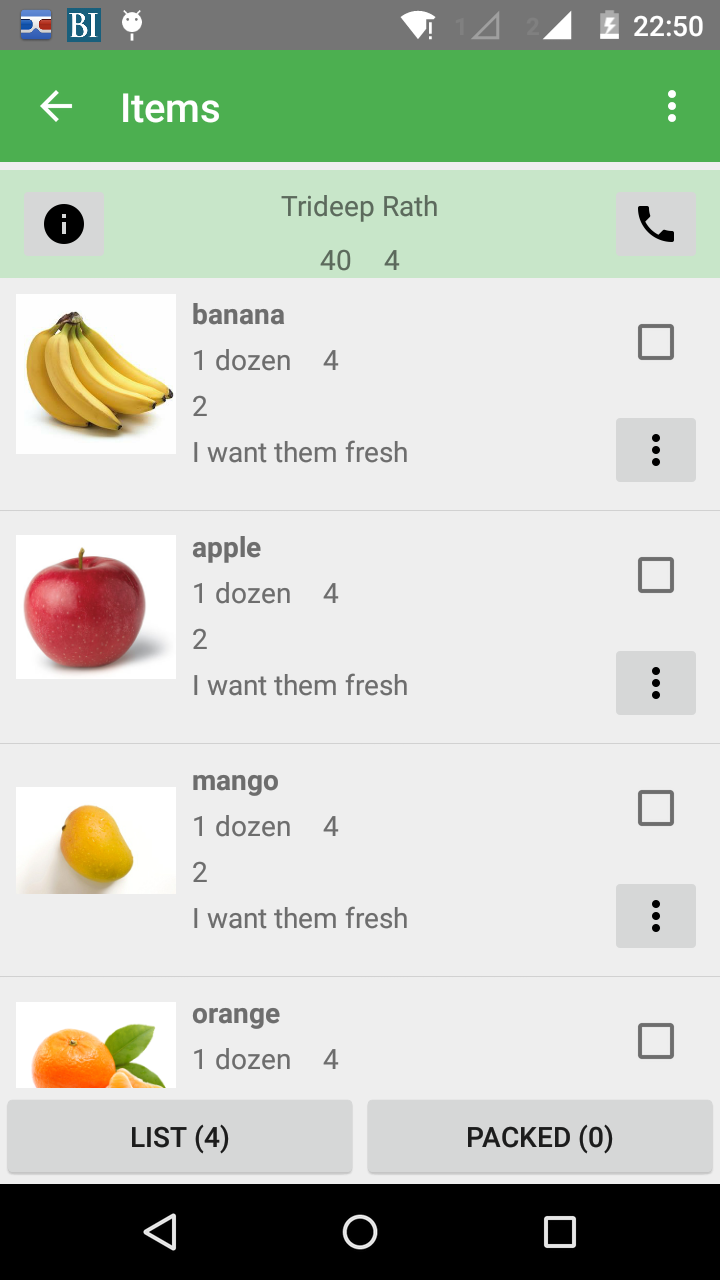 BI
1
2
22:50
Items
Trideep Rath
40 4
banana
1 dozen 4
2
I want them fresh
apple
1 dozen 4
2
I want them fresh
mango
1 dozen 4
2
I want them fresh
orange
1 dozen 4
LIST (4)
PACKED (0)